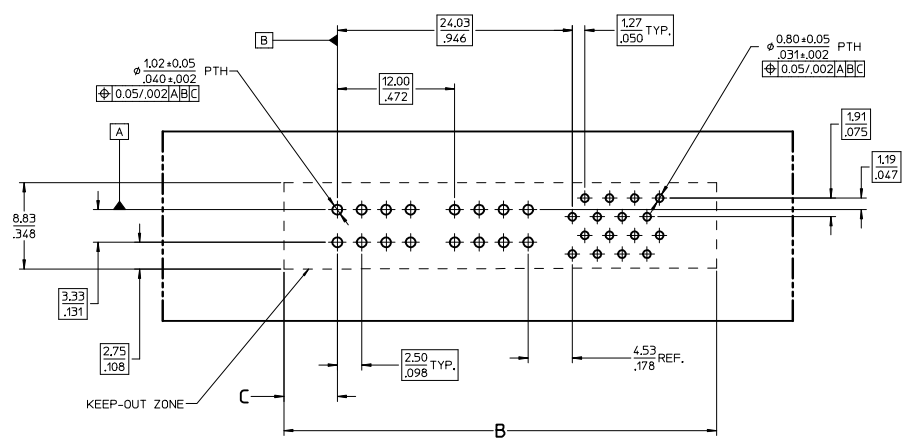 24.03
.946
1.27
.050 TYP.
B
ϕ 0.80±0.05
.031±.002 PTH
⌖ 0.05/.002 A B C
ϕ 1.02±0.05
.040±.002 PTH
⌖ 0.05/.002 A B C
12.00
.472
1.91
.075
A
1.19
.047
8.83
.348
3.33
.131
2.75
.108
2.50
.098 TYP.
4.53
.178 REF.
C
KEEP-OUT ZONE
B